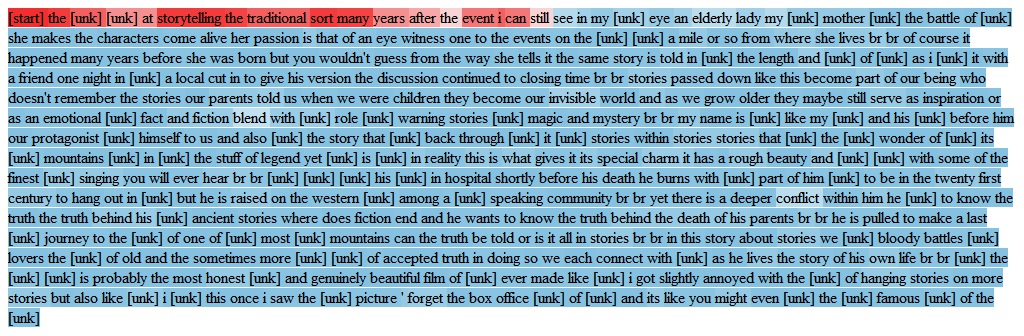 [start] the [unk] [unk] at storytelling the traditional sort many years after the event i can still see in my [unk] eye an elderly lady my [unk] mother [unk] the battle of [unk]
she makes the characters come alive her passion is that of an eye witness one to the events on the [unk] [unk] a mile or so from where she lives br br of course it
happened many years before she was born but you wouldn't guess from the way she tells it the same story is told in [unk] the length and [unk] of [unk] as i [unk] it with
a friend one night in [unk] a local cut in to give his version the discussion continued to closing time br br stories passed down like this become part of our being who
doesn't remember the stories our parents told us when we were children they become our invisible world and as we grow older they maybe still serve as inspiration or
as an emotional [unk] fact and fiction blend with [unk] role [unk] warning stories [unk] magic and mystery br br my name is [unk] like my [unk] and his [unk] before him
our protagonist [unk] himself to us and also [unk] the story that [unk] back through [unk] it [unk] stories within stories stories that [unk] the [unk] wonder of [unk] its
[unk] mountains [unk] in [unk] the stuff of legend yet [unk] is [unk] in reality this is what gives it its special charm it has a rough beauty and [unk] [unk] with some of the
finest [unk] singing you will ever hear br br [unk] [unk] [unk] his [unk] in hospital shortly before his death he burns with [unk] part of him [unk] to be in the twenty first
century to hang out in [unk] but he is raised on the western [unk] among a [unk] speaking community br br yet there is a deeper conflict within him he [unk] to know the
truth the truth behind his [unk] ancient stories where does fiction end and he wants to know the truth behind the death of his parents br br he is pulled to make a last
[unk] journey to the [unk] of one of [unk] most [unk] mountains can the truth be told or is it all in stories br br in this story about stories we [unk] bloody battles [unk]
lovers the [unk] of old and the sometimes more [unk] [unk] of accepted truth in doing so we each connect with [unk] as he lives the story of his own life br br [unk] the
[unk] [unk] is probably the most honest [unk] and genuinely beautiful film of [unk] ever made like [unk] i got slightly annoyed with the [unk] of hanging stories on more
stories but also like [unk] i [unk] this once i saw the [unk] picture ' forget the box office [unk] of [unk] and its like you might even [unk] the [unk] famous [unk] of the
[unk]